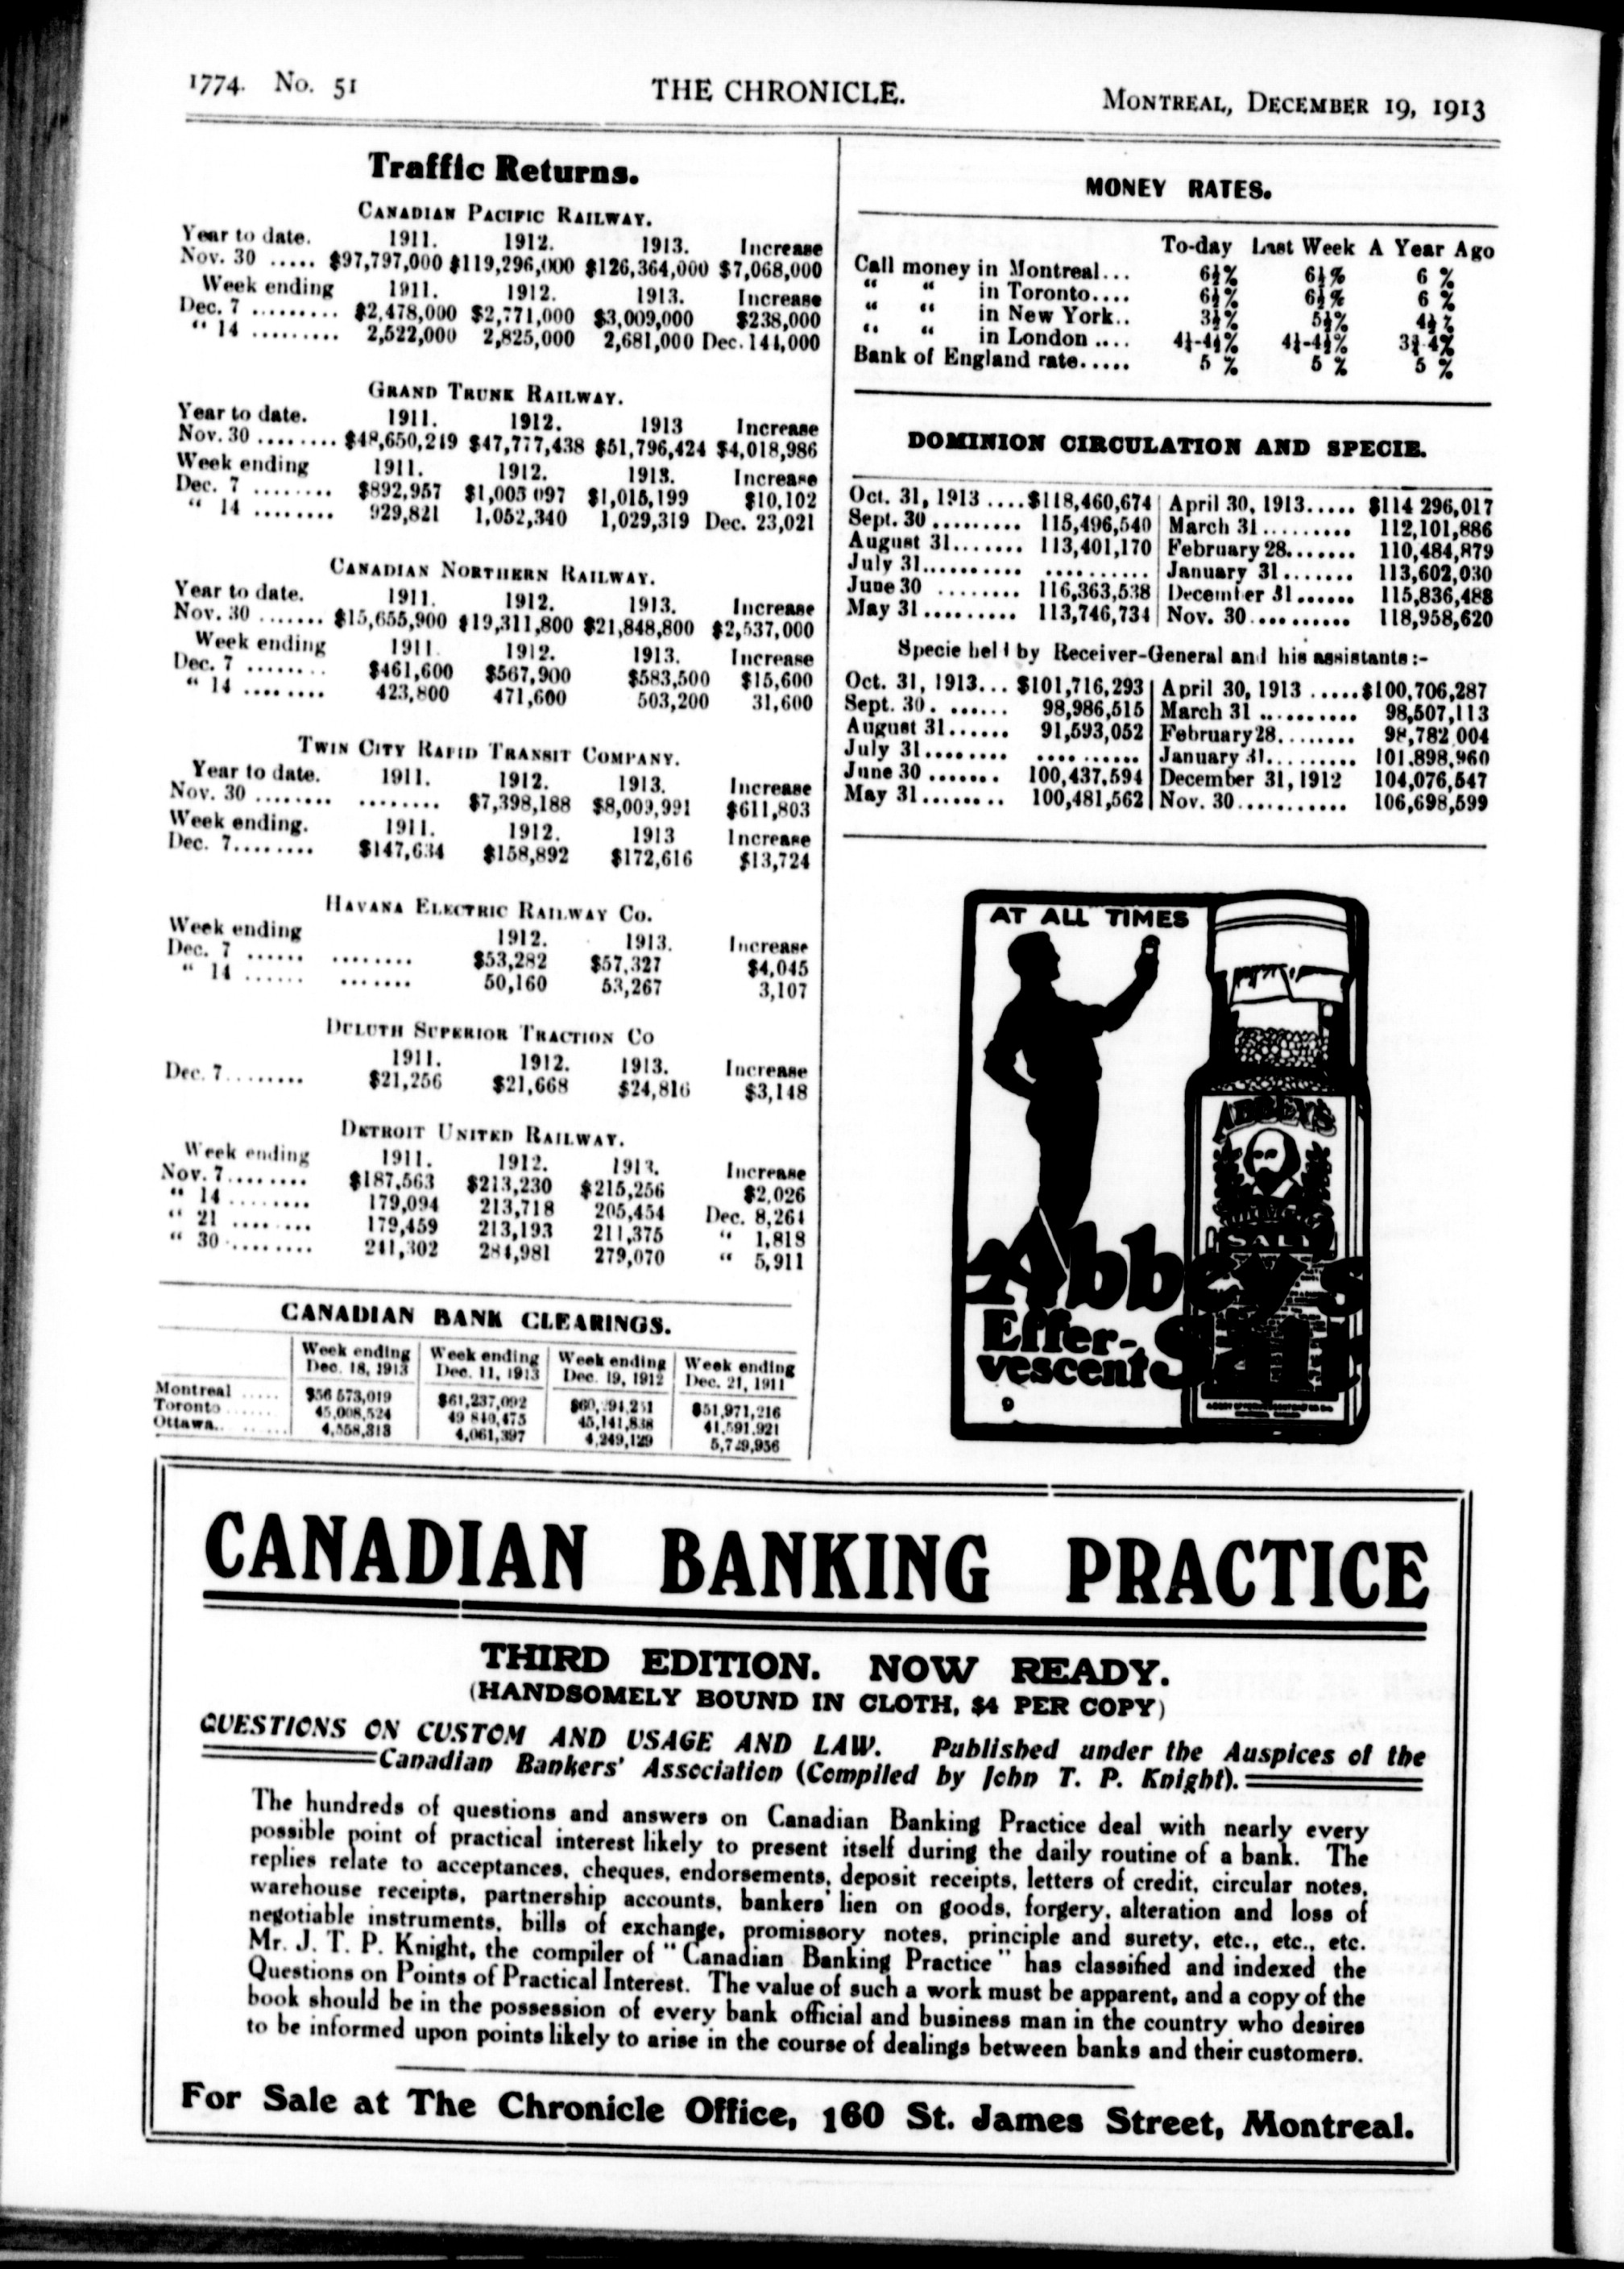 1774. No. 51
THE CHRONICLE.
MONTREAL, DECEMBER 19, 1913
Traffic Returns.
CANADIAN PACIFIC RAILWAY.
Year to date. 1911. 1912. 1913. Increase
Nov. 30 ..... $97,797,000 $119,296,000 $126,364,000 $7,068,000
Week ending 1911. 1912. 1913. Increase
Dec. 7 ......... $2,478,000 $2,771,000 $3,009,000 $238,000
“ 14 ......... 2,522,000 2,825,000 2,681,000 Dec. 144,000
GRAND TRUNK RAILWAY.
Year to date. 1911. 1912. 1913 Increase
Nov. 30 ........ $48,650,219 $47,777,438 $51,796,424 $4,018,986
Week ending 1911. 1912. 1913. Increase
Dec. 7 ........ $892,957 $1,005 097 $1,015,199 $10,102
“ 14 ........ 929,821 1,052,340 1,029,319 Dec. 23,021
CANADIAN NORTHERN RAILWAY.
Year to date. 1911. 1912. 1913. Increase
Nov. 30 ....... $15,655,900 $19,311,800 $21,848,800 $2,537,000
Week ending 1911. 1912. 1913. Increase
Dec. 7 ........ $461,600 $567,900 $583,500 $15,600
“ 14 ........ 423,800 471,600 503,200 31,600
TWIN CITY RAPID TRANSIT COMPANY.
Year to date. 1911. 1912. 1913. Increase
Nov. 30 ........ ........ $7,398,188 $8,009,991 $611,803
Week ending. 1911. 1912. 1913 Increase
Dec. 7........ $147,634 $158,892 $172,616 $13,724
HAVANA ELECTRIC RAILWAY CO.
Week ending 1912. 1913. Increase
Dec. 7 ...... ........ $53,282 $57,327 $4,045
“ 14 ...... ....... 50,160 53,267 3,107
DULUTH SUPERIOR TRACTION CO
1911. 1912. 1913. Increase
Dec. 7........ $21,256 $21,668 $24,816 $3,148
DETROIT UNITED RAILWAY.
Week ending 1911. 1912. 1913. Increase
Nov. 7........ $187,563 $213,230 $215,256 $2,026
“ 14 ........ 179,094 213,718 205,454 Dec. 8,264
“ 21 ........ 179,459 213,193 211,375 “ 1,818
“ 30 ........ 241,302 284,981 279,070 “ 5,911
CANADIAN BANK CLEARINGS.
Week ending Week ending Week ending Week ending
Dec. 18, 1913 Dec. 11, 1913 Dec. 19, 1912 Dec. 21, 1911
Montreal ..... $56 573,019 $61,237,092 $51,971,216
Toronto ...... 45,008,524 49 840,475 45,141,838 41,591,921
Ottawa.. ...... 4,558,313 4,061,397 4,249,129 5,729,956
MONEY RATES.
To-day Last Week A Year Ago
Call money in Montreal... 6½% 6½% 6 %
“ “ in Toronto.... 6½% 6½% 6 %
“ “ in New York.. 3½% 5½% 4½%
“ “ in London .... 4¼-4½% 4¼-4½% 4%
Bank of England rate..... 5 % 5 % 5 %
DOMINION CIRCULATION AND SPECIE.
Oct. 31, 1913 ....$118,460,674 April 30, 1913..... $114 296,017
Sept. 30 ......... 115,496,540 March 31......... 112,101,886
August 31....... 113,401,170 February 28....... 110,484,879
July 31.......... .......... January 31....... 113,602,030
June 30 ........ 116,363,538 December 31...... 115,836,488
May 31......... 113,746,734 Nov. 30.......... 118,958,620
Specie held by Receiver-General and his assistants:-
Oct. 31, 1913... $101,716,293 April 30, 1913 .....$100,706,287
Sept. 30. ...... 98,986,515 March 31 ........... 98,507,113
August 31...... 91,593,052 February28........ 98,782 004
July 31........ .......... January 31......... 101,898,960
June 30 ....... 100,437,594 December 31, 1912 104,076,547
May 31........ 100,481,562 Nov. 30........... 106,698,599
AT ALL TIMES
ABBEY'S
SALT
Abbey's
Effer-
vescent Salt
9
CANADIAN BANKING PRACTICE
THIRD EDITION. NOW READY.
(HANDSOMELY BOUND IN CLOTH, $4 PER COPY)
QUESTIONS ON CUSTOM AND USAGE AND LAW. Published under the Auspices of the
Canadian Bankers' Association (Compiled by John T. P. Knight).
The hundreds of questions and answers on Canadian Banking Practice deal with nearly every
possible point of practical interest likely to present itself during the daily routine of a bank. The
replies relate to acceptances, cheques, endorsements, deposit receipts, letters of credit, circular notes,
warehouse receipts, partnership accounts, bankers' lien on goods, forgery, alteration and loss of
negotiable instruments, bills of exchange, promissory notes, principle and surety, etc., etc., etc.
Mr. J. T. P. Knight, the compiler of "Canadian Banking Practice" has classified and indexed the
Questions on Points of Practical Interest. The value of such a work must be apparent, and a copy of the
book should be in the possession of every bank official and business man in the country who desires
to be informed upon points likely to arise in the course of dealings between banks and their customers.
For Sale at The Chronicle Office, 160 St. James Street, Montreal.